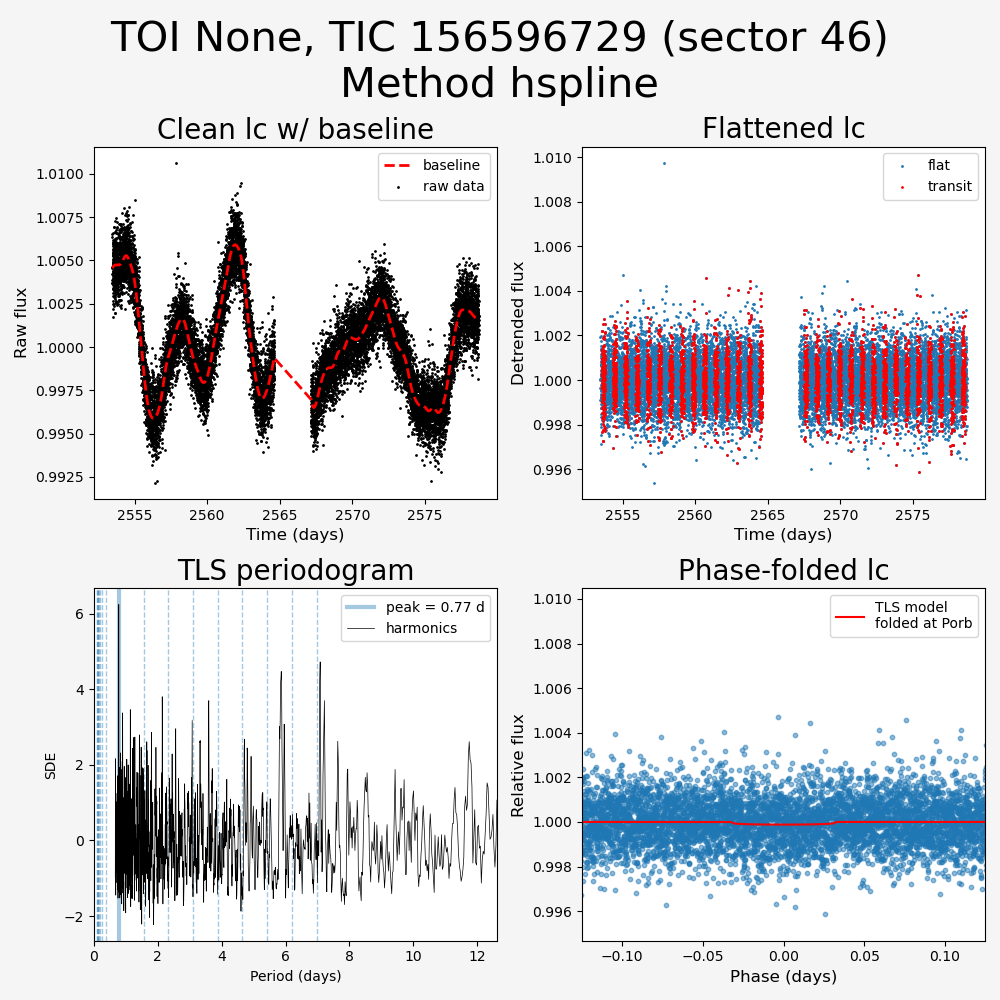 TOI None, TIC 156596729 (sector 46)
Method hspline
Clean lc w/ baseline
baseline
raw data
1.0100
1.0075
1.0050
1.0025
1.0000
0.9975
0.9950
0.9925
Raw flux
2555
2560
2565
2570
2575
Time (days)
Flattened lc
flat
transit
1.010
1.008
1.006
1.004
1.002
1.000
0.998
0.996
Detrended flux
2555
2560
2565
2570
2575
Time (days)
TLS periodogram
peak = 0.77 d
harmonics
6
4
2
0
−2
SDE
0
2
4
6
8
10
12
Period (days)
Phase-folded lc
TLS model
folded at Porb
1.010
1.008
1.006
1.004
1.002
1.000
0.998
0.996
Relative flux
−0.10
−0.05
0.00
0.05
0.10
Phase (days)